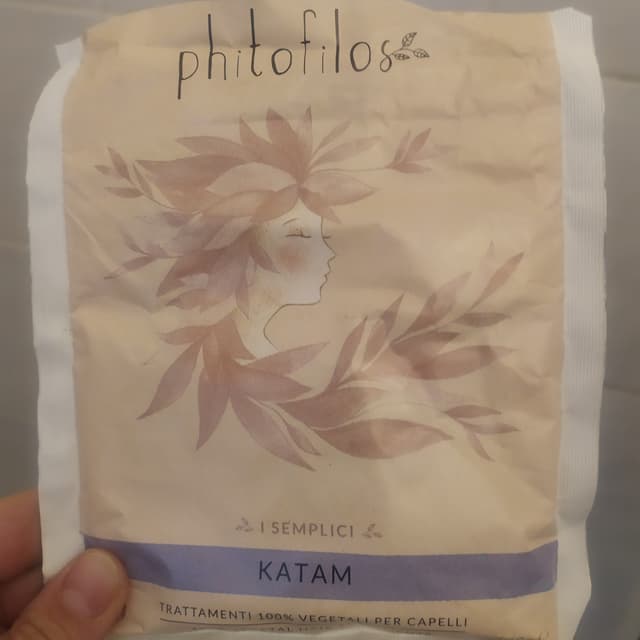 phitofilos
I SEMPLICI
KATAM
TRATTAMENTI 100% VEGETALI PER CAPELLI